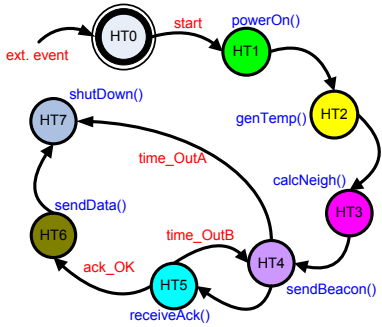 HT0
start
powerOn()
ext. event
HT1
shutDown()
HT2
genTemp()
HT7
time_OutA
calcNeigh()
sendData()
HT3
time_OutB
HT6
HT4
ack_OK
HT5
sendBeacon()
receiveAck()